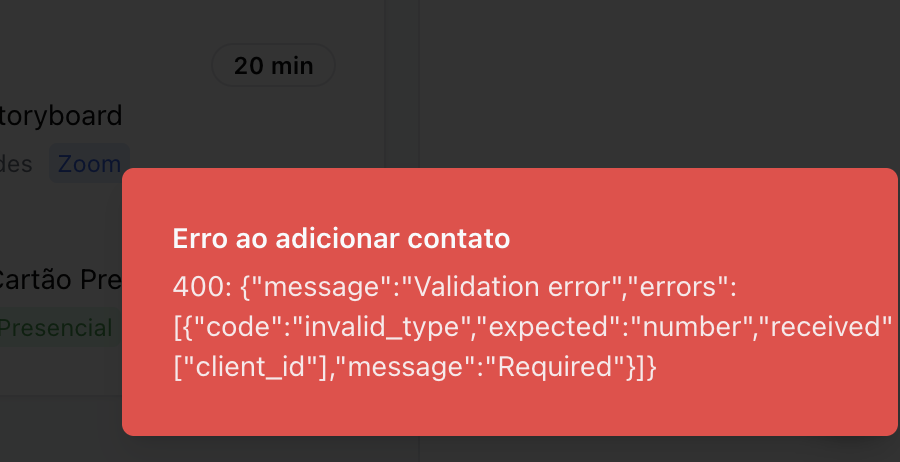 20 min
toryboard
des Zoom
Erro ao adicionar contato
400: {"message":"Validation error","errors":
[{"code":"invalid_type","expected":"number","received"
["client_id"],"message":"Required"}]}
Cartão Pre
Presencial